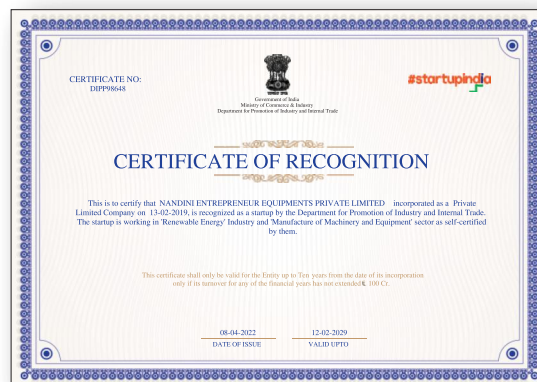 CERTIFICATE NO:
DIPP98648
#startupindia
Government of India
Ministry of Commerce & Industry
Department for Promotion of Industry and Internal Trade
CERTIFICATE OF RECOGNITION
This is to certify that NANDINI ENTREPRENEUR EQUIPMENTS PRIVATE LIMITED incorporated as a Private
Limited Company on 13-02-2019, is recognized as a startup by the Department for Promotion of Industry and Internal Trade.
The startup is working in 'Renewable Energy' Industry and 'Manufacture of Machinery and Equipment' sector as self-certified
by them.
This certificate shall only be valid for the Entity up to Ten years from the date of its incorporation
only if its turnover for any of the financial years has not extended ₹ 100 Cr.
08-04-2022
DATE OF ISSUE
12-02-2029
VALID UPTO